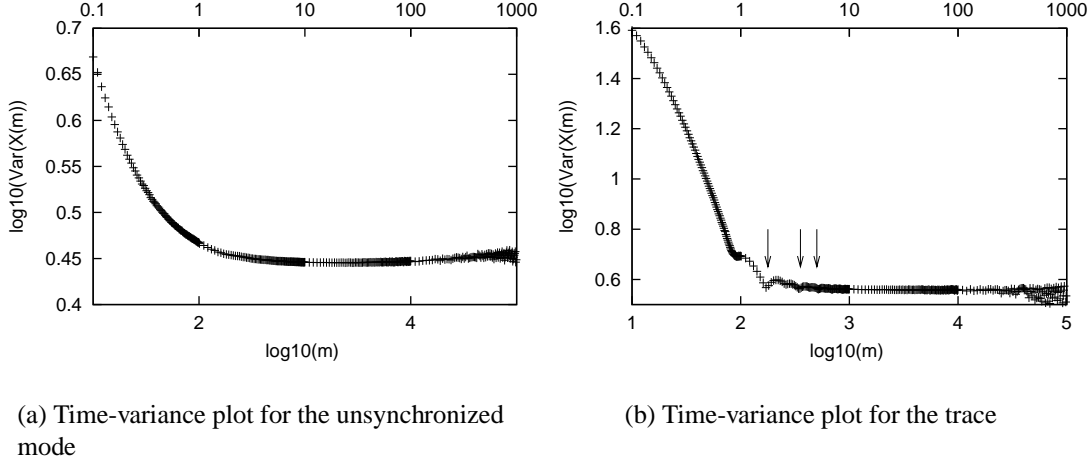 0.1 1 10 100 1000
0.7
0.65
0.6
0.55
0.5
0.45
0.4
log10(Var(X(m))
2 4
log10(m)
(a) Time-variance plot for the unsynchronized
mode
0.1 1 10 100 1000
1.6
1.4
1.2
1
0.8
0.6
log10(Var(X(m))
1 2 3 4 5
log10(m)
(b) Time-variance plot for the trace